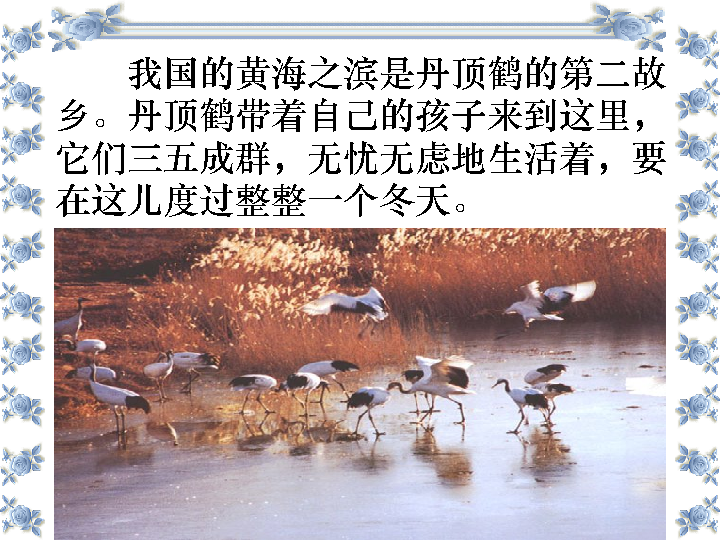 我国的黄海之滨是丹顶鹤的第二故
乡。丹顶鹤带着自己的孩子来到这里，
它们三五成群，无忧无虑地生活着，要
在这儿度过整整一个冬天。